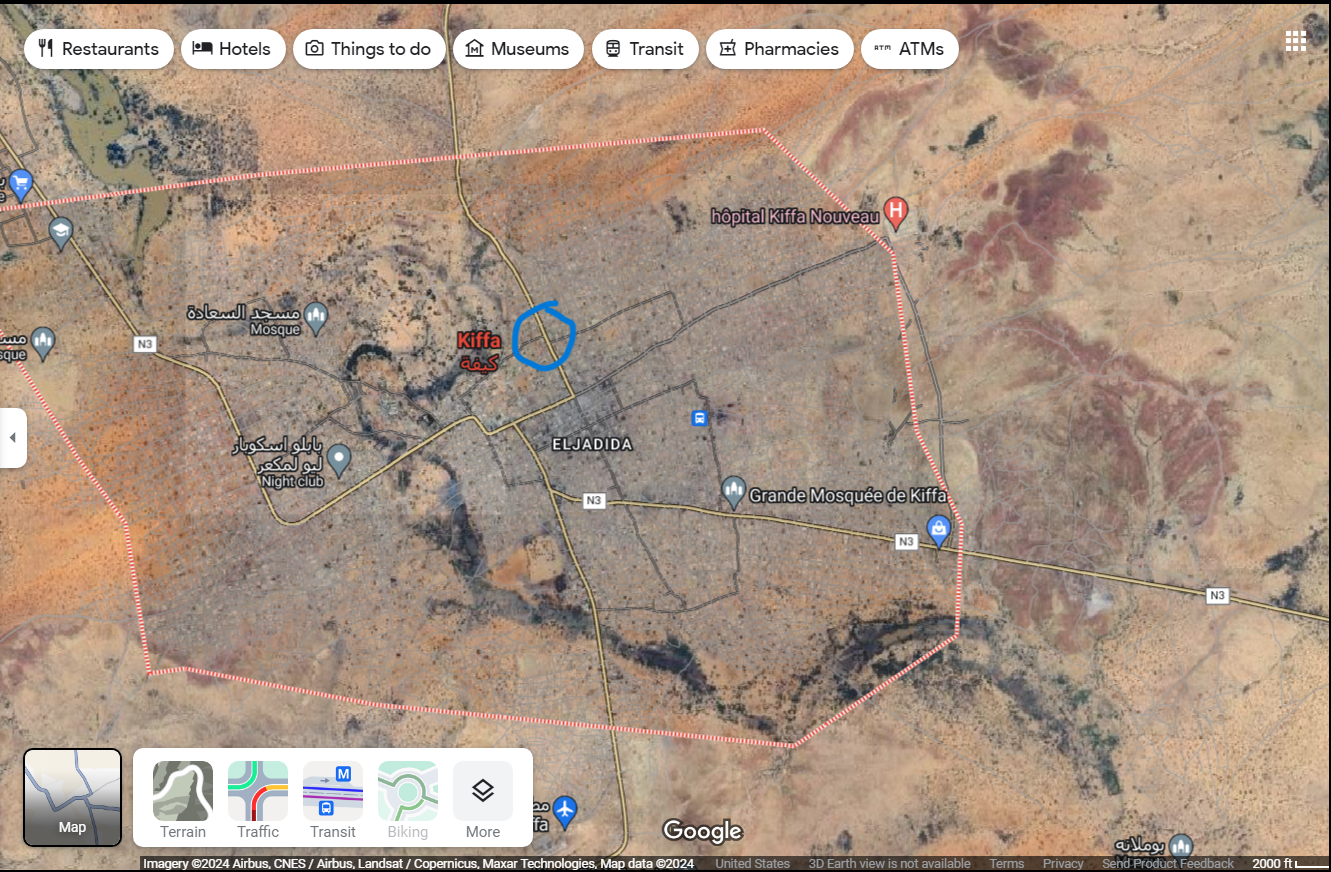 Restaurants
Hotels
Things to do
Museums
Transit
Pharmacies
ATM ATMs
hôpital Kiffa Nouveau
H
مسجد السعادة
Mosque
N3
Kiffa
كيفة
ELJADIDA
بابلو اسكوبار
ليو لمكعر
Night club
N3
Grande Mosquée de Kiffa
N3
N3
M
Map
Terrain
Traffic
Transit
Biking
More
Google
بوملانه
Imagery ©2024 Airbus, CNES / Airbus, Landsat / Copernicus, Maxar Technologies, Map data ©2024
United States
3D Earth view is not available
Terms
Privacy
Send Product Feedback
2000 ft